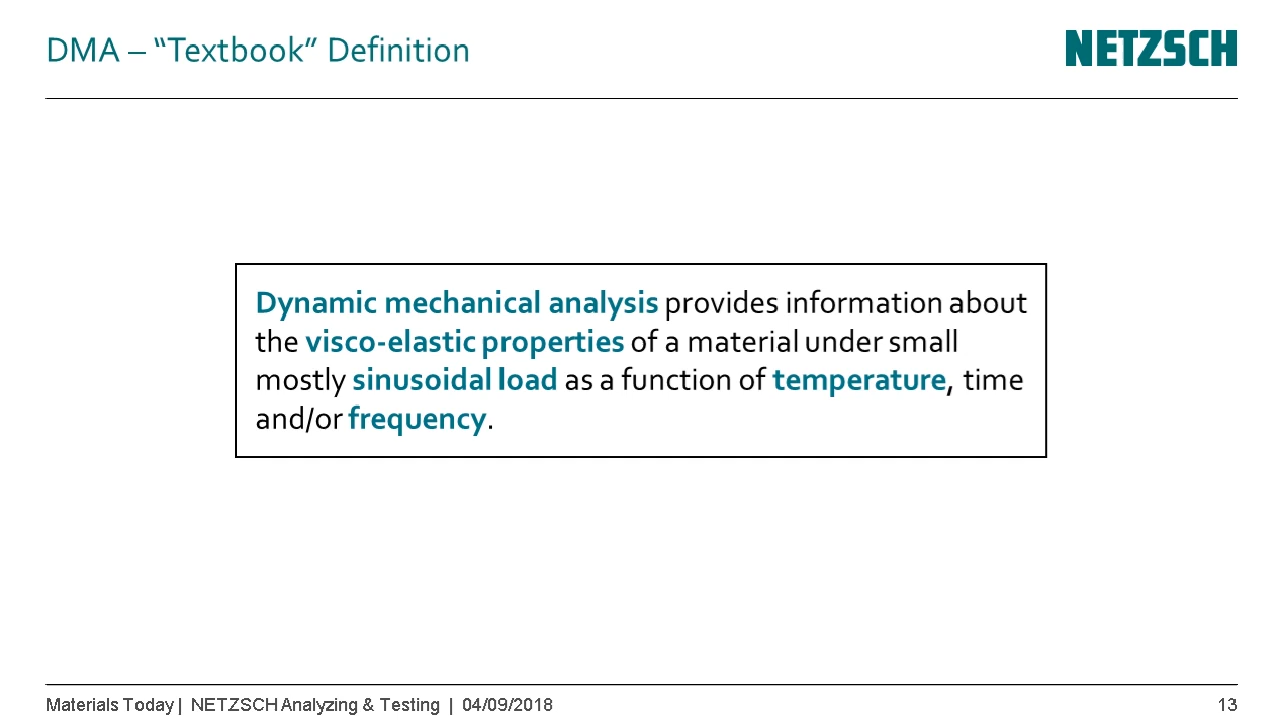 DMA – “Textbook” Definition
NETZSCH
Dynamic mechanical analysis provides information about
the visco-elastic properties of a material under small
mostly sinusoidal load as a function of temperature, time
and/or frequency.
Materials Today | NETZSCH Analyzing & Testing | 04/09/2018
13